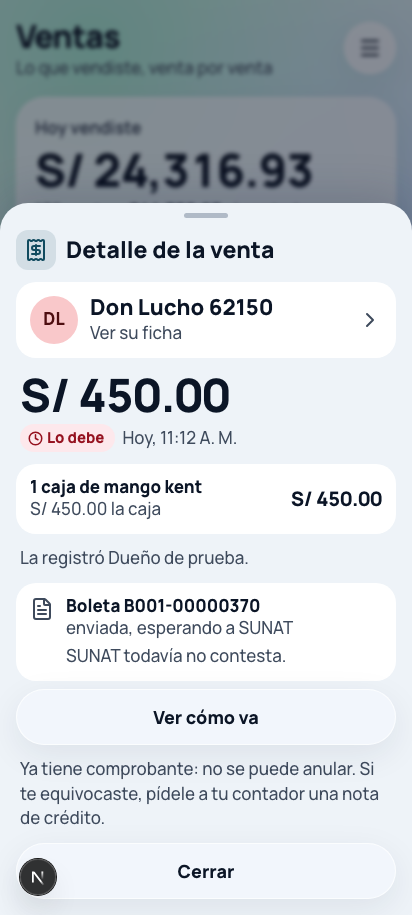 Ventas
Lo que vendiste, venta por venta
Hoy vendiste
S/ 24,316.93
Detalle de la venta
DL
Don Lucho 62150
Ver su ficha
S/ 450.00
Lo debe
Hoy, 11:12 A. M.
1 caja de mango kent
S/ 450.00 la caja
S/ 450.00
La registró Dueño de prueba.
Boleta B001-00000370
enviada, esperando a SUNAT
SUNAT todavía no contesta.
Ver cómo va
Ya tiene comprobante: no se puede anular. Si
te equivocaste, pídele a tu contador una nota
de crédito.
N
Cerrar